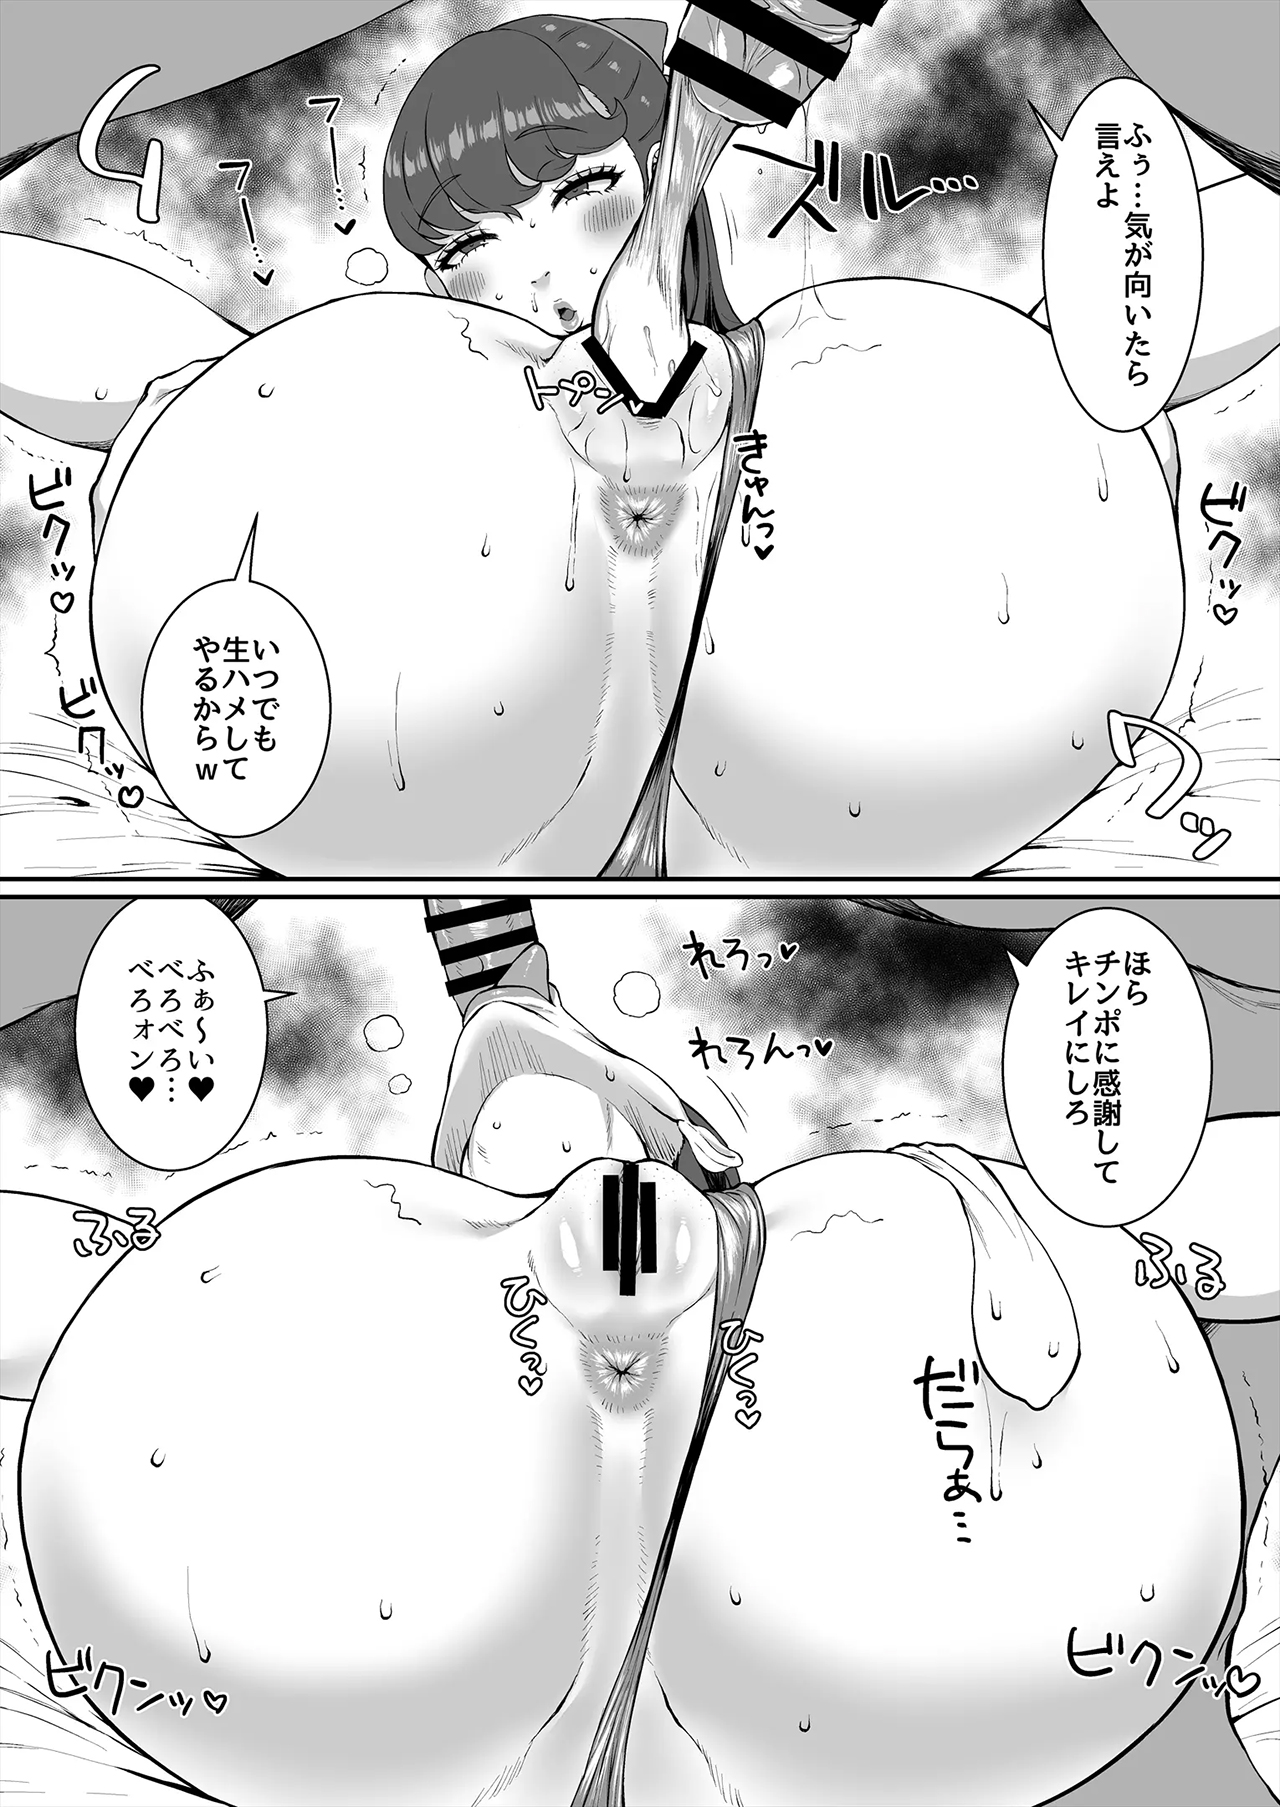 ふぅ…気が向いたら
言えよ
ズル…
フー…
フー…
トピンッ
きゅんっ
ビクッ
ビクッ
ビクッ
いつでも
生ハメして
やるからｗ
ほら
チンポに感謝して
キレイにしろ
れろっ
れろんっ
ふぁ～い♥
べろべろ…
べろォン♥
ふる
ふる
ひくっ
ひくっ
だらぁ…
ビクンッ
ビクンッ